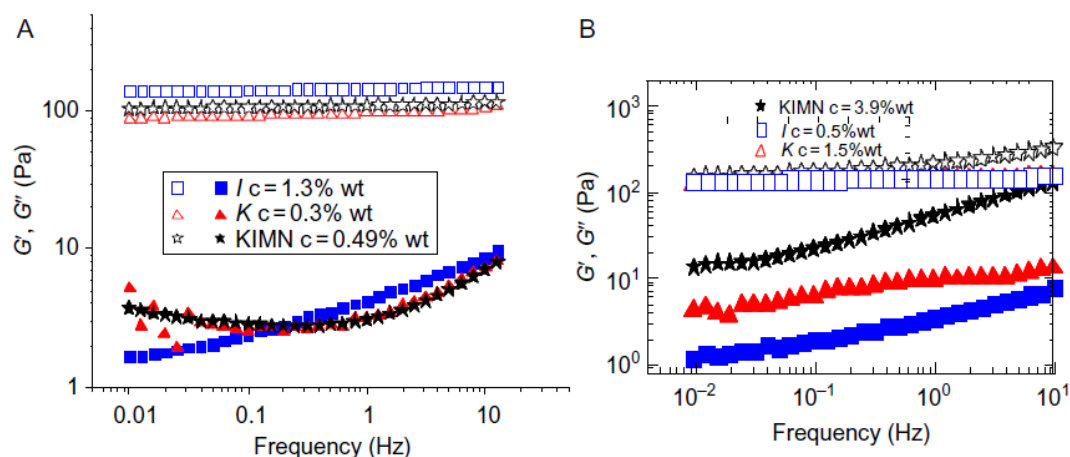 A
G', G'' (Pa)
100
10
1
I c = 1.3% wt
K c = 0.3% wt
KIMN c = 0.49% wt
0.01 0.1 1 10
Frequency (Hz)
B
G', G'' (Pa)
10³
10²
10¹
10⁰
KIMN c = 3.9%wt
I c = 0.5%wt
K c = 1.5%wt
10⁻² 10⁻¹ 10⁰ 10¹
Frequency (Hz)